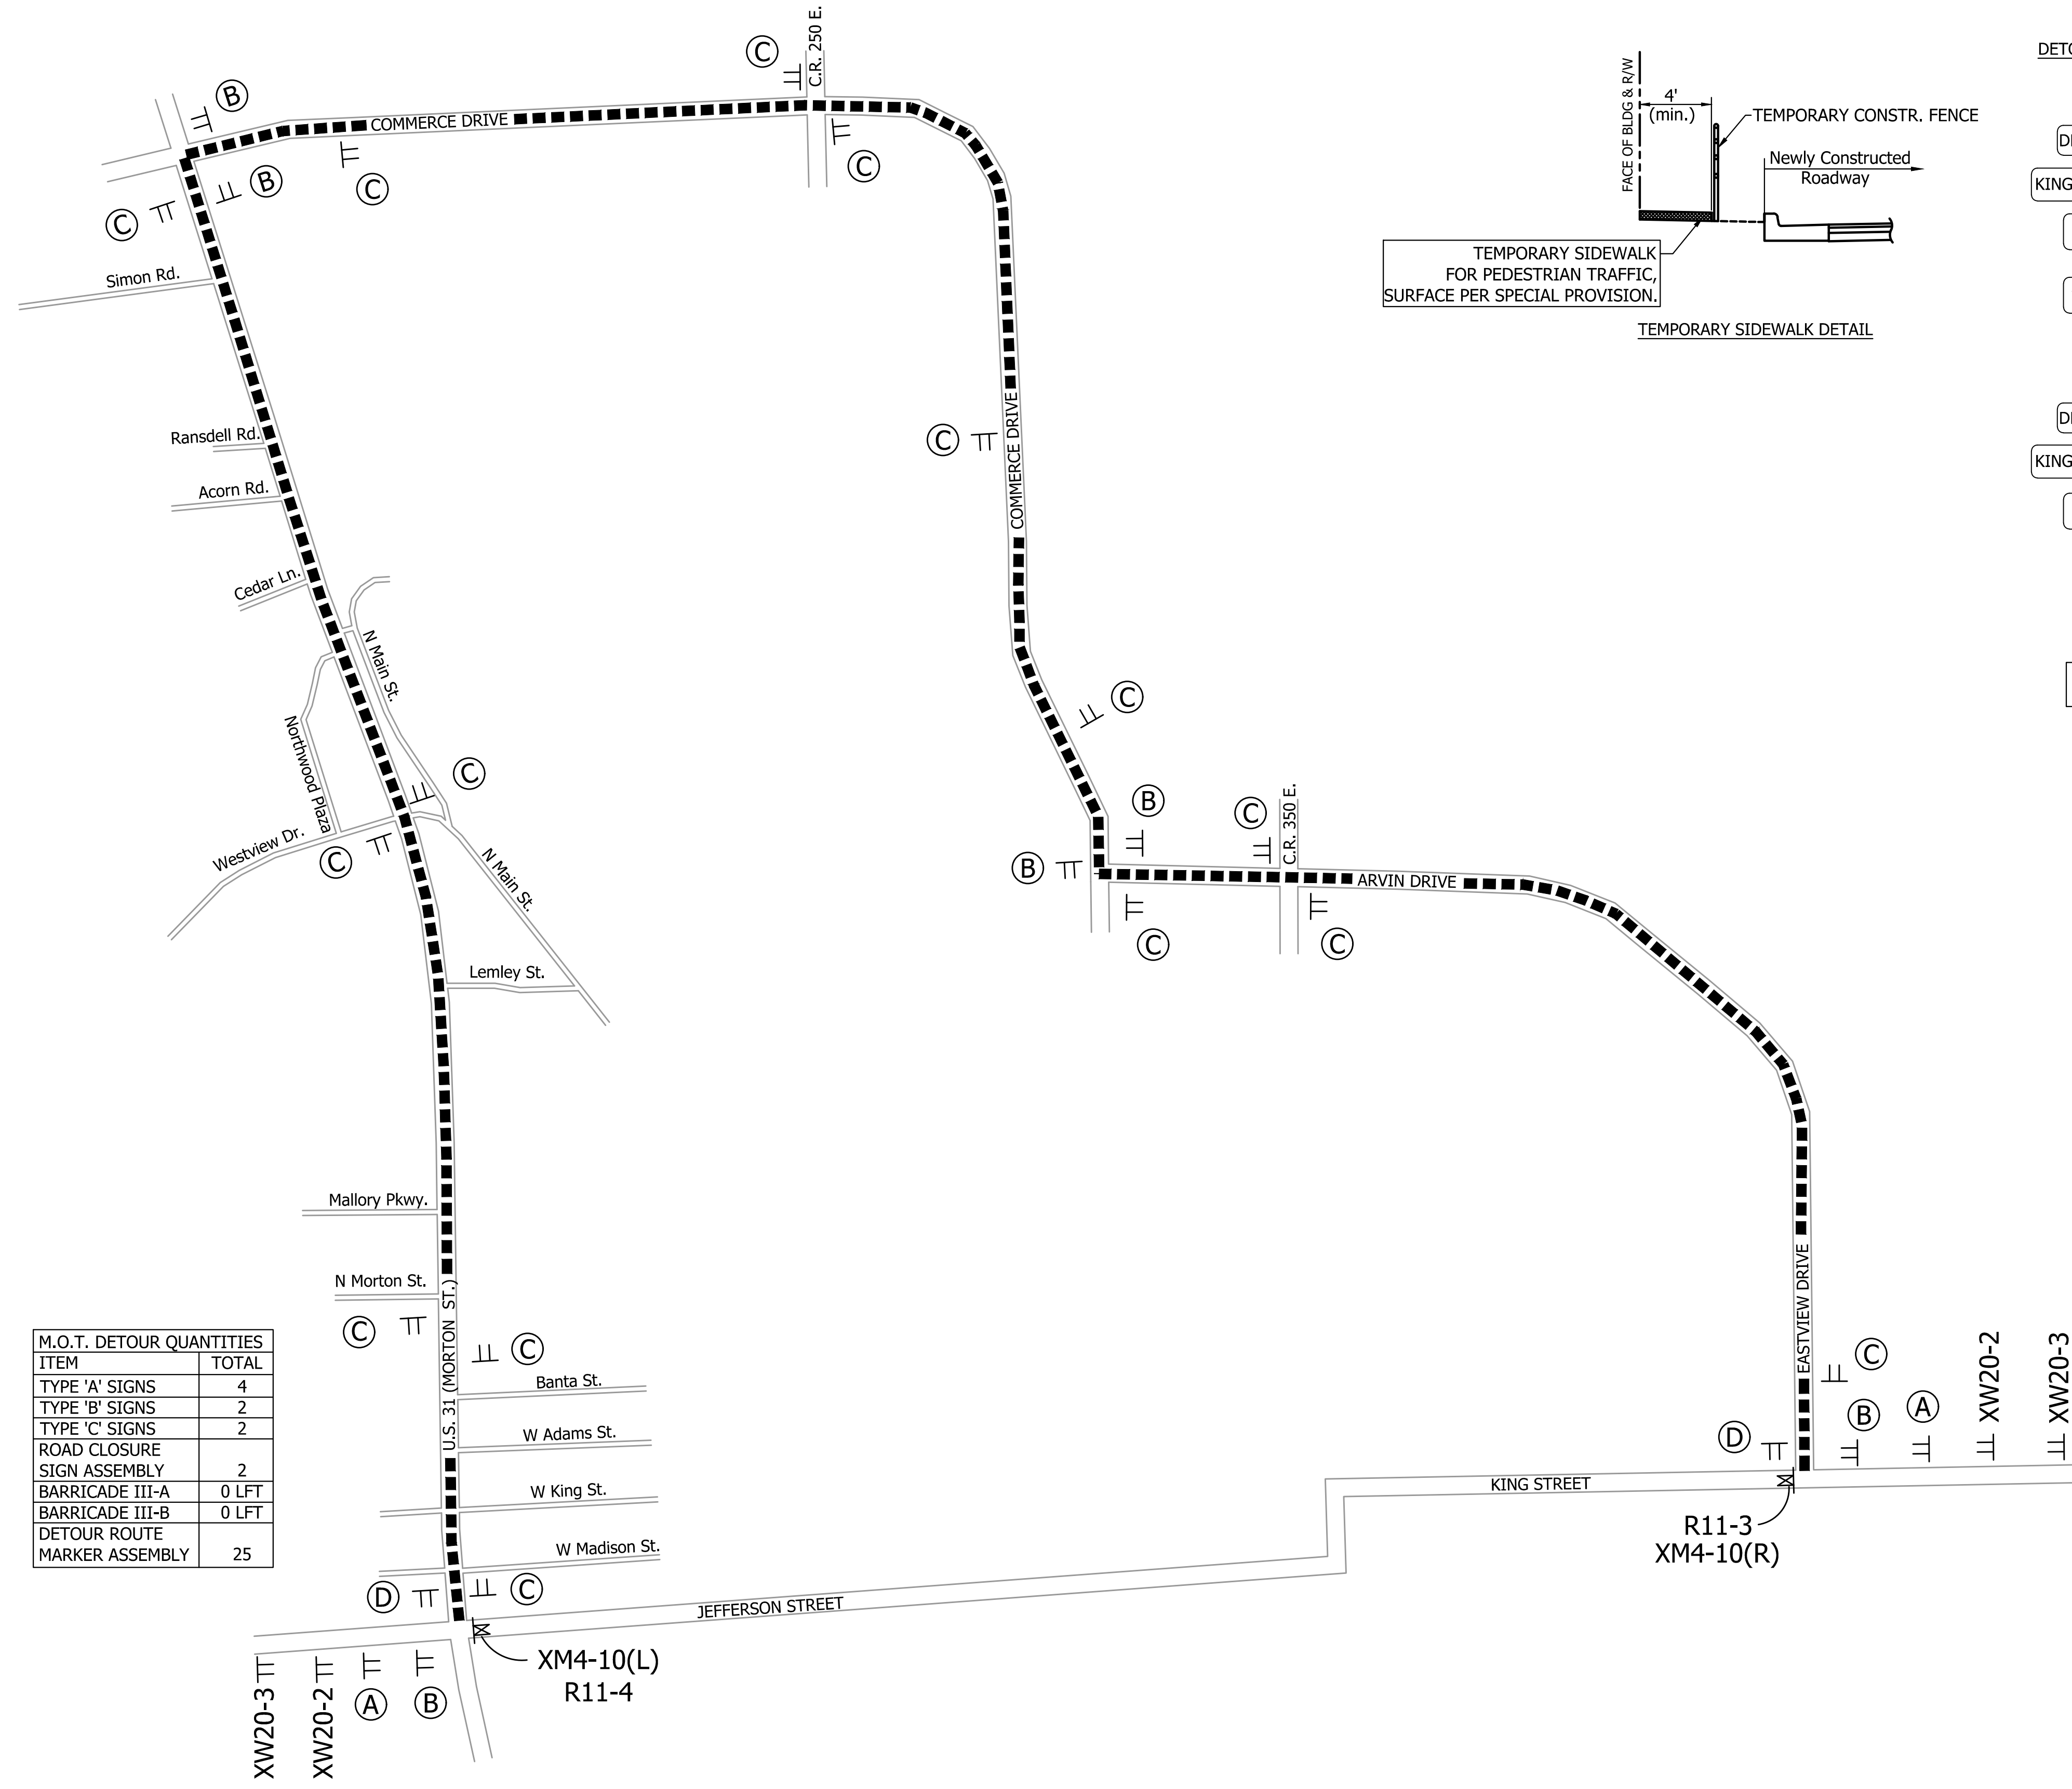 C
C.R. 250 E.
B
COMMERCE DRIVE
C
C
B
C
Simon Rd.
Ransdell Rd.
Acorn Rd.
Cedar Ln.
N Main St.
Northwood Plaza
Westview Dr.
C
C
N Main St.
Lemley St.
Mallory Pkwy.
N Morton St.
C
C
U.S. 31 (MORTON ST.)
Banta St.
W Adams St.
W King St.
W Madison St.
D
C
JEFFERSON STREET
XM4-10(L)
R11-4
XW20-3
XW20-2
A
B
C
COMMERCE DRIVE
C
B
B
C
C
C.R. 350 E.
C
ARVIN DRIVE
EASTVIEW DRIVE
C
B
A
XW20-2
XW20-3
D
KING STREET
R11-3
XM4-10(R)
FACE OF BLDG & R/W
4'
(min.)
TEMPORARY CONSTR. FENCE
Newly Constructed
Roadway
TEMPORARY SIDEWALK
FOR PEDESTRIAN TRAFFIC,
SURFACE PER SPECIAL PROVISION.
TEMPORARY SIDEWALK DETAIL
KING
KING
M.O.T. DETOUR QUANTITIES
ITEM TOTAL
TYPE 'A' SIGNS 4
TYPE 'B' SIGNS 2
TYPE 'C' SIGNS 2
ROAD CLOSURE
SIGN ASSEMBLY 2
BARRICADE III-A 0 LFT
BARRICADE III-B 0 LFT
DETOUR ROUTE
MARKER ASSEMBLY 25